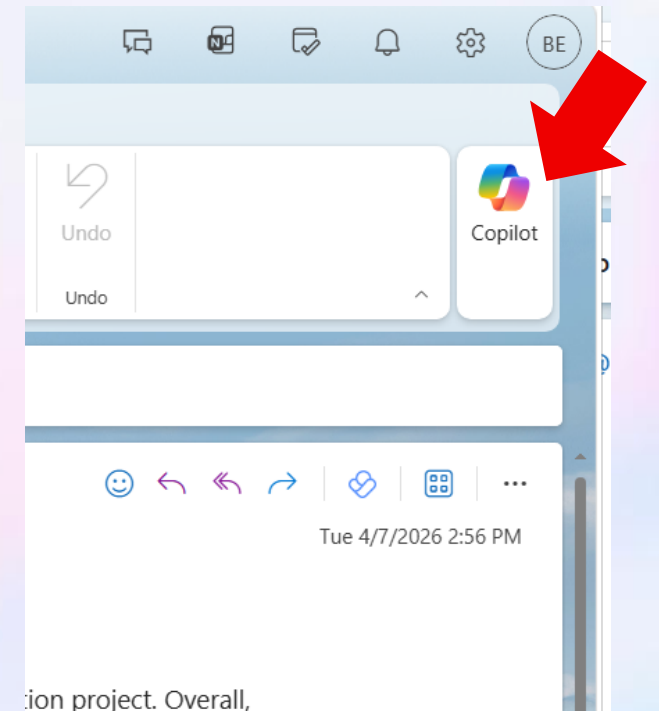 BE
Undo
Copilot
Undo
Tue 4/7/2026 2:56 PM
tion project. Overall,